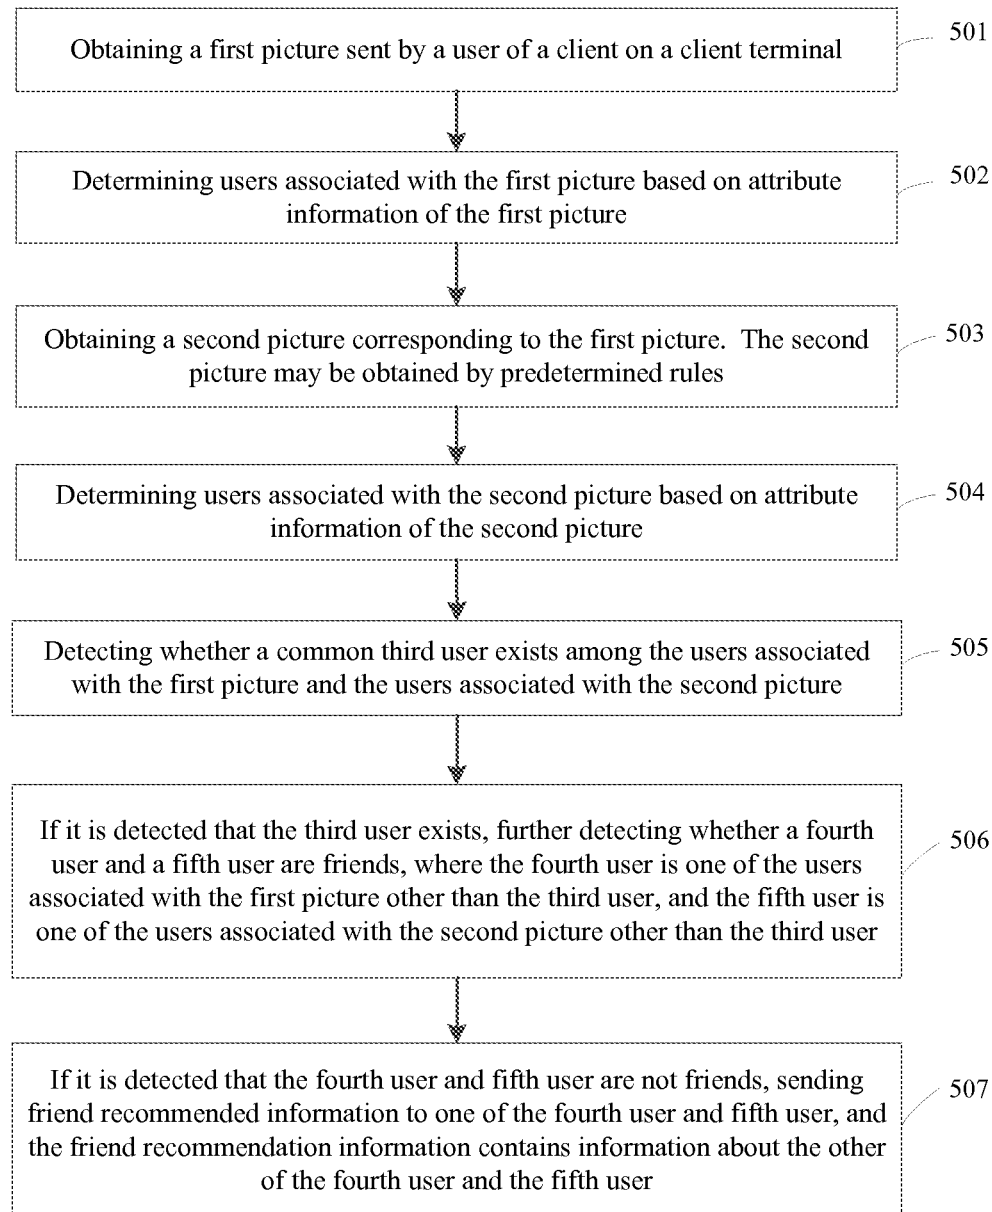 Obtaining a first picture sent by a user of a client on a client terminal
501
Determining users associated with the first picture based on attribute
information of the first picture
502
Obtaining a second picture corresponding to the first picture.  The second
picture may be obtained by predetermined rules
503
Determining users associated with the second picture based on attribute
information of the second picture
504
Detecting whether a common third user exists among the users associated
with the first picture and the users associated with the second picture
505
If it is detected that the third user exists, further detecting whether a fourth
user and a fifth user are friends, where the fourth user is one of the users
associated with the first picture other than the third user, and the fifth user is
one of the users associated with the second picture other than the third user
506
If it is detected that the fourth user and fifth user are not friends, sending
friend recommended information to one of the fourth user and fifth user, and
the friend recommendation information contains information about the other
of the fourth user and the fifth user
507